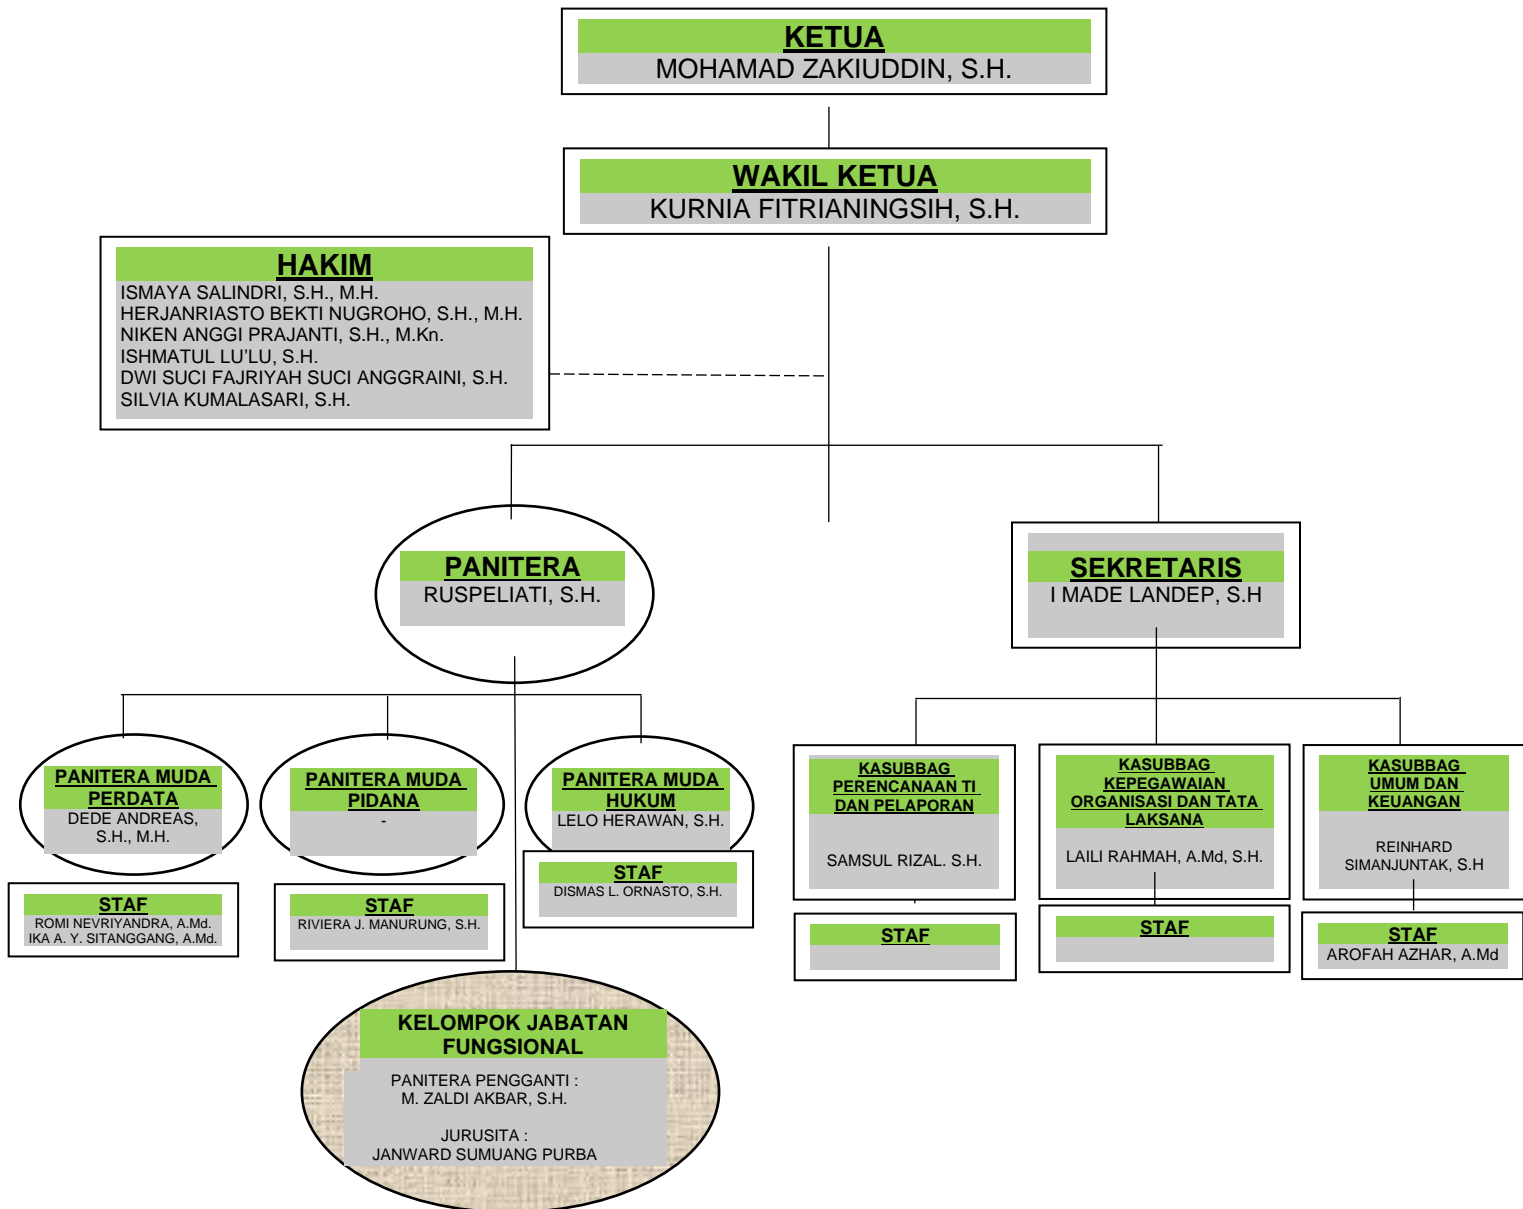 KETUA
MOHAMAD ZAKIUDDIN, S.H.
WAKIL KETUA
KURNIA FITRIANINGSIH, S.H.
HAKIM
ISMAYA SALINDRI, S.H., M.H.
HERJANRIASTO BEKTI NUGROHO, S.H., M.H.
NIKEN ANGGI PRAJANTI, S.H., M.Kn.
ISHMATUL LU'LU, S.H.
DWI SUCI FAJRIYAH SUCI ANGGRAINI, S.H.
SILVIA KUMALASARI, S.H.
PANITERA
RUSPELIATI, S.H.
SEKRETARIS
I MADE LANDEP, S.H
PANITERA MUDA
PERDATA
DEDE ANDREAS,
S.H., M.H.
PANITERA MUDA
PIDANA
-
PANITERA MUDA
HUKUM
LELO HERAWAN, S.H.
KASUBBAG
PERENCANAAN TI
DAN PELAPORAN
SAMSUL RIZAL. S.H.
KASUBBAG
KEPEGAWAIAN
ORGANISASI DAN TATA
LAKSANA
LAILI RAHMAH, A.Md, S.H.
KASUBBAG
UMUM DAN
KEUANGAN
REINHARD
SIMANJUNTAK, S.H
STAF
ROMI NEVRIYANDRA, A.Md.
IKA A. Y. SITANGGANG, A.Md.
STAF
RIVIERA J. MANURUNG, S.H.
STAF
DISMAS L. ORNASTO, S.H.
STAF
STAF
STAF
AROFAH AZHAR, A.Md
KELOMPOK JABATAN
FUNGSIONAL
PANITERA PENGGANTI :
M. ZALDI AKBAR, S.H.
JURUSITA :
JANWARD SUMUANG PURBA